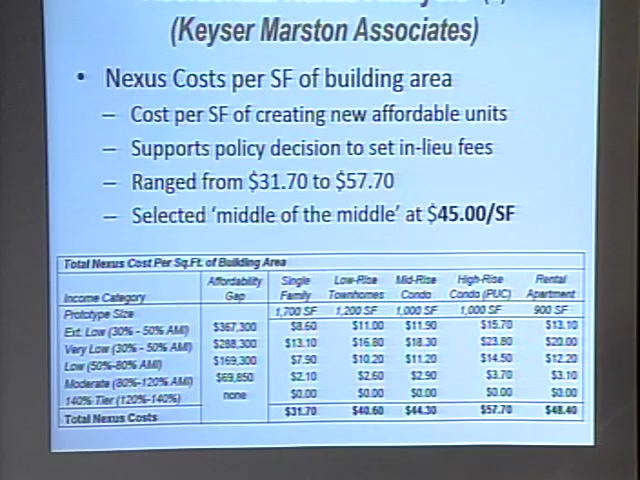 (Keyser Marston Associates)
• Nexus Costs per SF of building area
– Cost per SF of creating new affordable units
– Supports policy decision to set in-lieu fees
– Ranged from $31.70 to $57.70
– Selected 'middle of the middle' at $45.00/SF
Total Nexus Cost Per Sq.Ft. of Building Area
Income Category Affordability Gap Single Family Low-Rise Townhomes Mid-Rise Condo High-Rise Condo (PUC) Rental Apartment
Prototype Size 1,700 SF 1,200 SF 1,000 SF 1,000 SF 900 SF
Ext. Low (30% - 50% AMI) $367,300 $8.60 $11.00 $11.90 $15.70 $13.10
Very Low (30% - 50% AMI) $288,300 $13.10 $16.80 $18.30 $23.80 $20.00
Low (50%-80% AMI) $169,300 $7.90 $10.20 $11.20 $14.50 $12.20
Moderate (80%-120% AMI) $69,850 $2.10 $2.60 $2.90 $3.70 $3.10
140% Tier (120%-140%) none $0.00 $0.00 $0.00 $0.00 $0.00
Total Nexus Costs $31.70 $40.60 $44.30 $57.70 $48.40